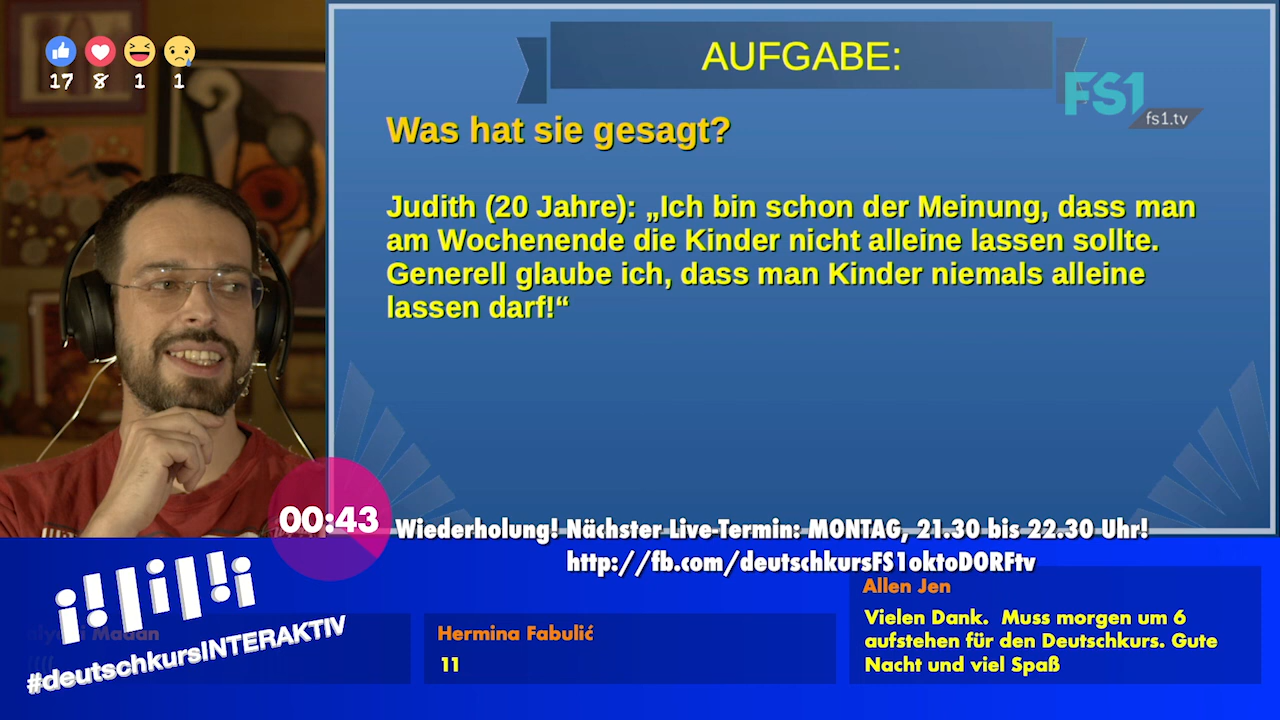 17 8 1 1
AUFGABE:
FS1
fs1.tv
Was hat sie gesagt?
Judith (20 Jahre): „Ich bin schon der Meinung, dass man
am Wochenende die Kinder nicht alleine lassen sollte.
Generell glaube ich, dass man Kinder niemals alleine
lassen darf!“
00:43
Wiederholung! Nächster Live-Termin: MONTAG, 21.30 bis 22.30 Uhr!
http://fb.com/deutschkursFS1oktoDORFtv
i!lil!i
#deutschkursINTERAKTIV
Madan
Hermina Fabulić
11
Allen Jen
Vielen Dank. Muss morgen um 6
aufstehen für den Deutschkurs. Gute
Nacht und viel Spaß